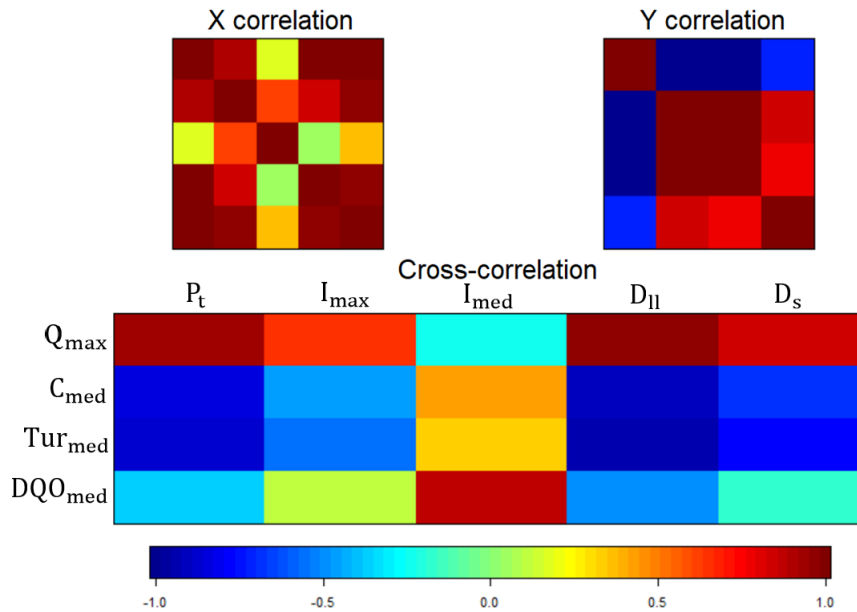 X correlation
Y correlation
Cross-correlation
Pt
Imax
Imed
Dll
Ds
Qmax
Cmed
Turmed
DQOmed
-1.0
-0.5
0.0
0.5
1.0